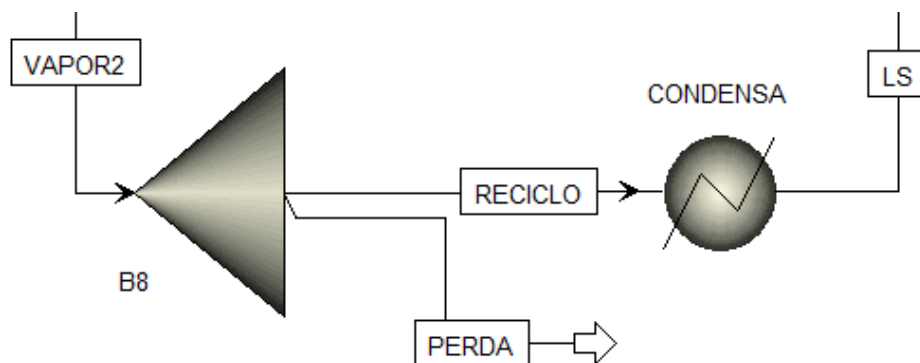 VAPOR2
LS
CONDENSA
RECICLO
B8
PERDA